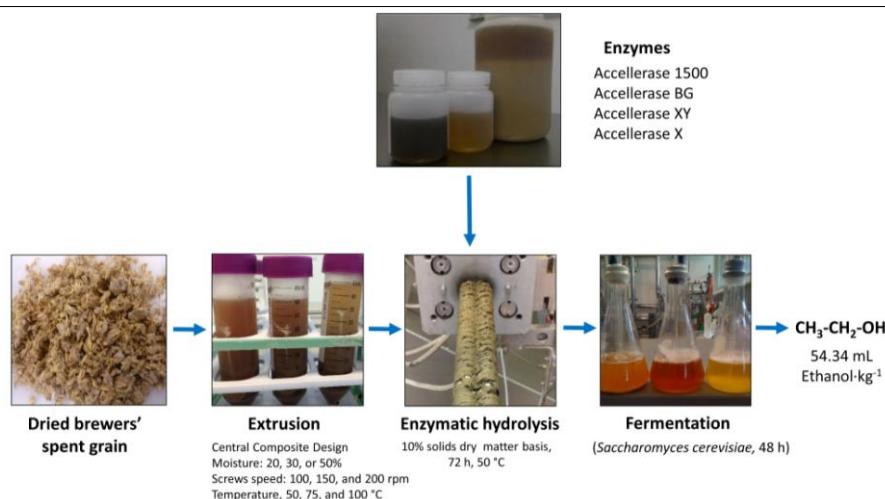 Enzymes
Accellerase 1500
Accellerase BG
Accellerase XY
Accellerase X
Dried brewers’
spent grain
Extrusion
Central Composite Design
Moisture: 20, 30, or 50%
Screws speed: 100, 150, and 200 rpm
Temperature, 50, 75, and 100 °C
Enzymatic hydrolysis
10% solids dry matter basis,
72 h, 50 °C
Fermentation
(Saccharomyces cerevisiae, 48 h)
CH₃-CH₂-OH
54.34 mL
Ethanol·kg⁻¹